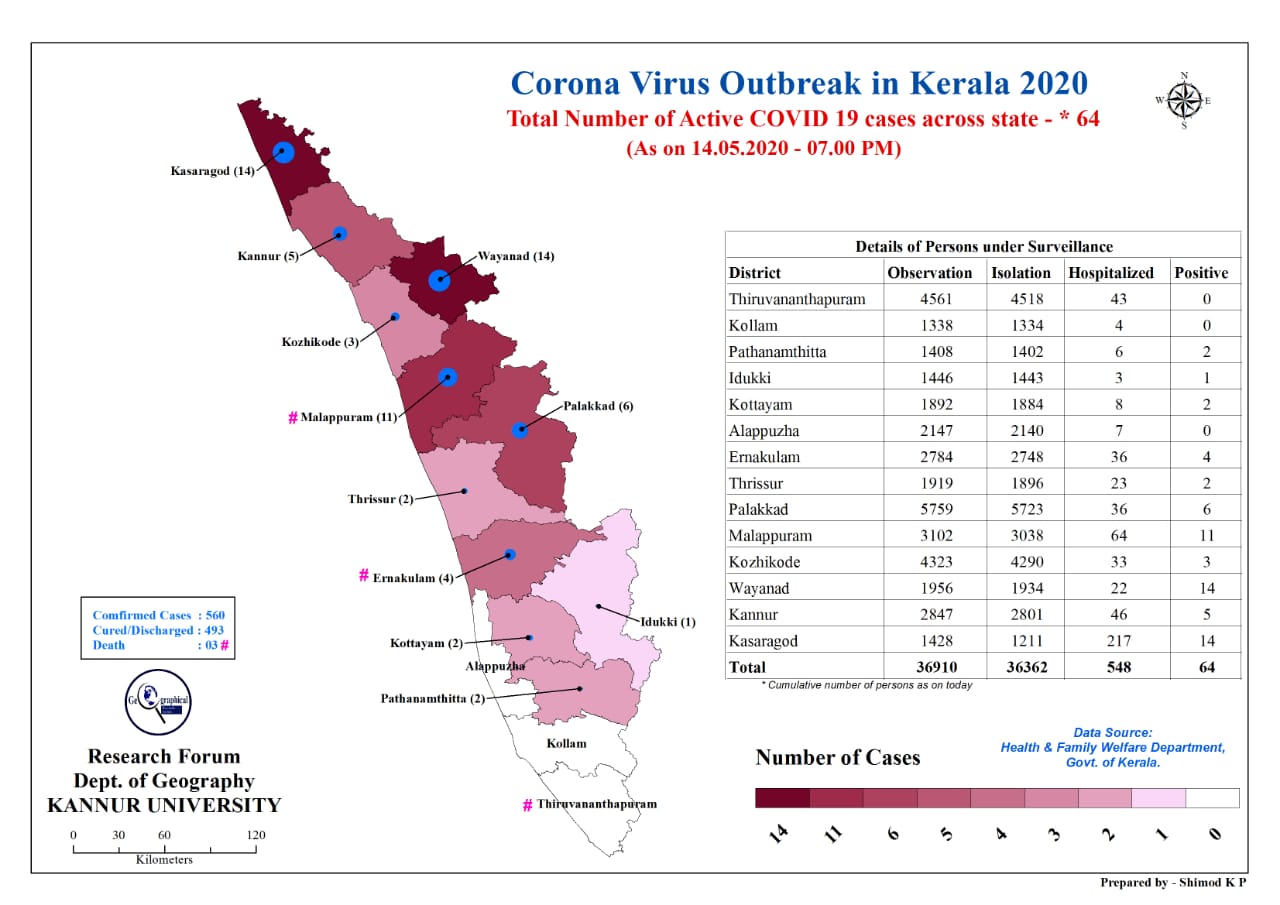 Corona Virus Outbreak in Kerala 2020
Total Number of Active COVID 19 cases across state - * 64
(As on 14.05.2020 - 07.00 PM)
N
W E
S
Kasaragod (14)
Kannur (5)
Wayanad (14)
Kozhikode (3)
# Malappuram (11)
Palakkad (6)
Thrissur (2)
# Ernakulam (4)
Idukki (1)
Kottayam (2)
Alappuzha
Pathanamthitta (2)
Kollam
# Thiruvananthapuram
Details of Persons under Surveillance
District Observation Isolation Hospitalized Positive
Thiruvananthapuram 4561 4518 43 0
Kollam 1338 1334 4 0
Pathanamthitta 1408 1402 6 2
Idukki 1446 1443 3 1
Kottayam 1892 1884 8 2
Alappuzha 2147 2140 7 0
Ernakulam 2784 2748 36 4
Thrissur 1919 1896 23 2
Palakkad 5759 5723 36 6
Malappuram 3102 3038 64 11
Kozhikode 4323 4290 33 3
Wayanad 1956 1934 22 14
Kannur 2847 2801 46 5
Kasaragod 1428 1211 217 14
Total 36910 36362 548 64
* Cumulative number of persons as on today
Comfirmed Cases : 560
Cured/Discharged : 493
Death : 03 #
Geographical
Research Forum
Dept. of Geography
KANNUR UNIVERSITY
0 30 60 120
Kilometers
Data Source:
Health & Family Welfare Department,
Govt. of Kerala.
Number of Cases
14 11 6 5 4 3 2 1 0
Prepared by - Shimod K P